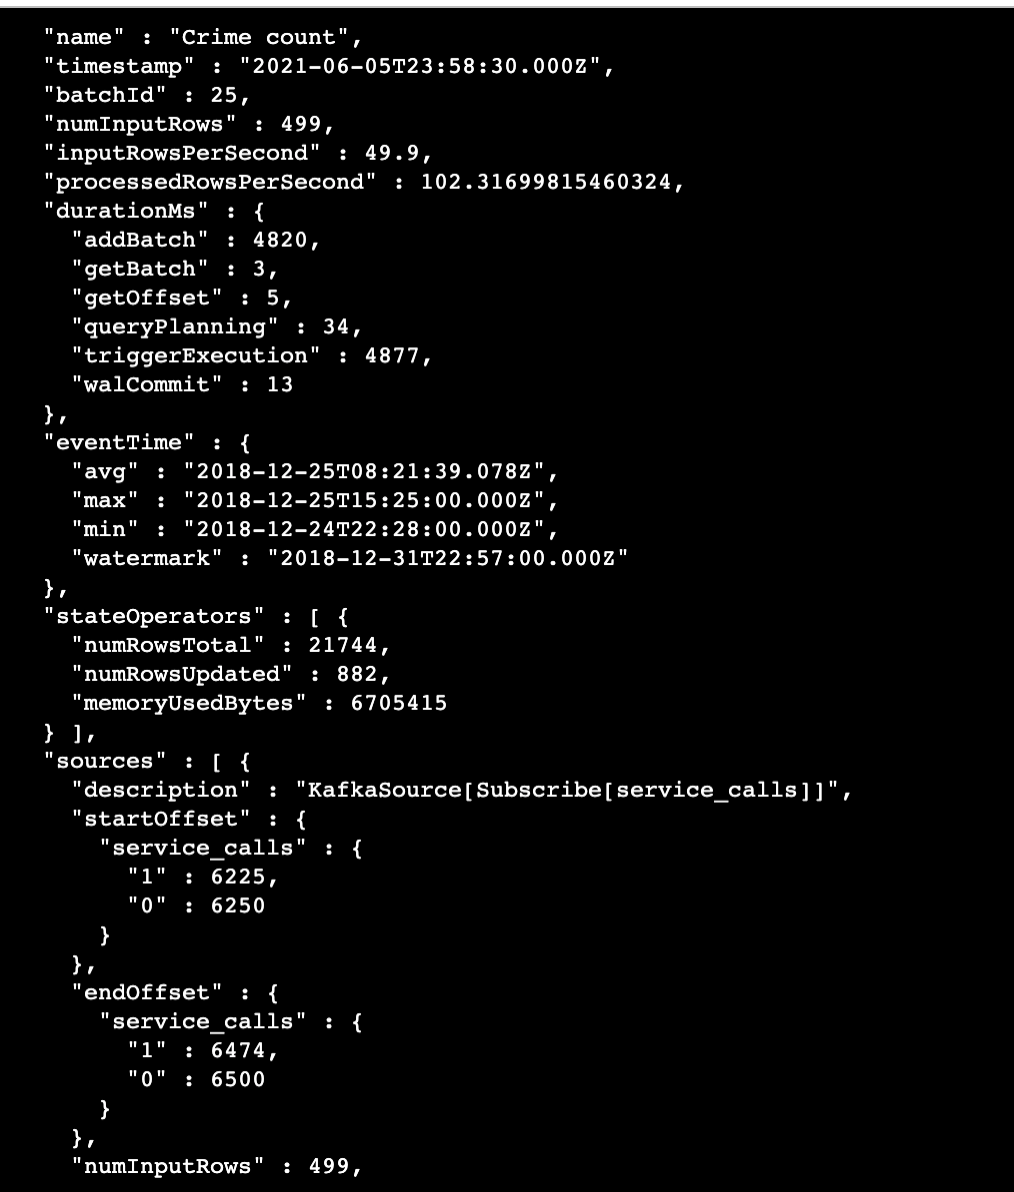 "name" : "Crime count",
"timestamp" : "2021-06-05T23:58:30.000Z",
"batchId" : 25,
"numInputRows" : 499,
"inputRowsPerSecond" : 49.9,
"processedRowsPerSecond" : 102.31699815460324,
"durationMs" : {
"addBatch" : 4820,
"getBatch" : 3,
"getOffset" : 5,
"queryPlanning" : 34,
"triggerExecution" : 4877,
"walCommit" : 13
},
"eventTime" : {
"avg" : "2018-12-25T08:21:39.078Z",
"max" : "2018-12-25T15:25:00.000Z",
"min" : "2018-12-24T22:28:00.000Z",
"watermark" : "2018-12-31T22:57:00.000Z"
},
"stateOperators" : [ {
"numRowsTotal" : 21744,
"numRowsUpdated" : 882,
"memoryUsedBytes" : 6705415
} ],
"sources" : [ {
"description" : "KafkaSource[Subscribe[service_calls]]",
"startOffset" : {
"service_calls" : {
"1" : 6225,
"0" : 6250
}
},
"endOffset" : {
"service_calls" : {
"1" : 6474,
"0" : 6500
}
},
"numInputRows" : 499,